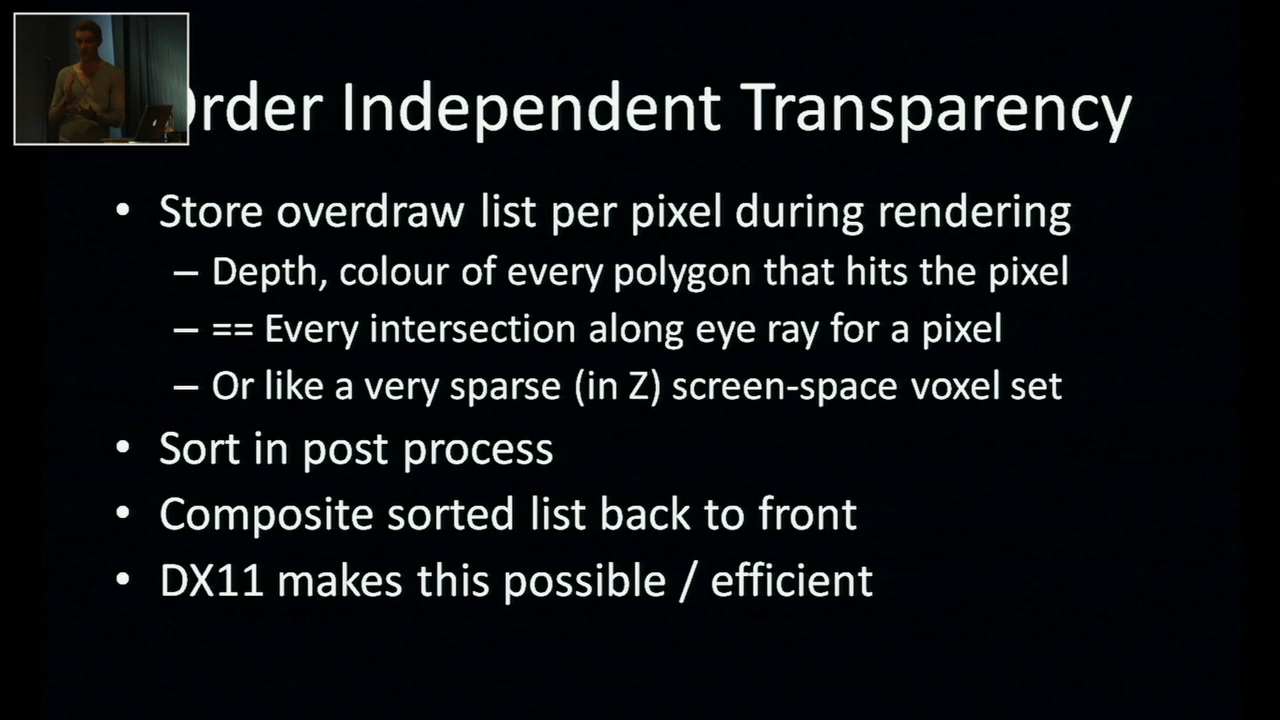 Order Independent Transparency
• Store overdraw list per pixel during rendering
– Depth, colour of every polygon that hits the pixel
– == Every intersection along eye ray for a pixel
– Or like a very sparse (in Z) screen-space voxel set
• Sort in post process
• Composite sorted list back to front
• DX11 makes this possible / efficient